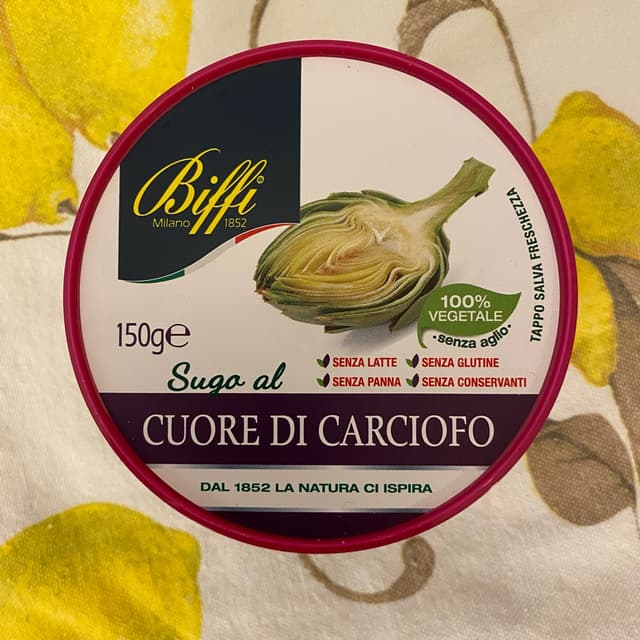 Biffi®
Milano 1852
TAPPO SALVA FRESCHEZZA
100%
VEGETALE
•senza aglio•
150g℮
SENZA LATTE SENZA GLUTINE
SENZA PANNA SENZA CONSERVANTI
Sugo al
CUORE DI CARCIOFO
DAL 1852 LA NATURA CI ISPIRA